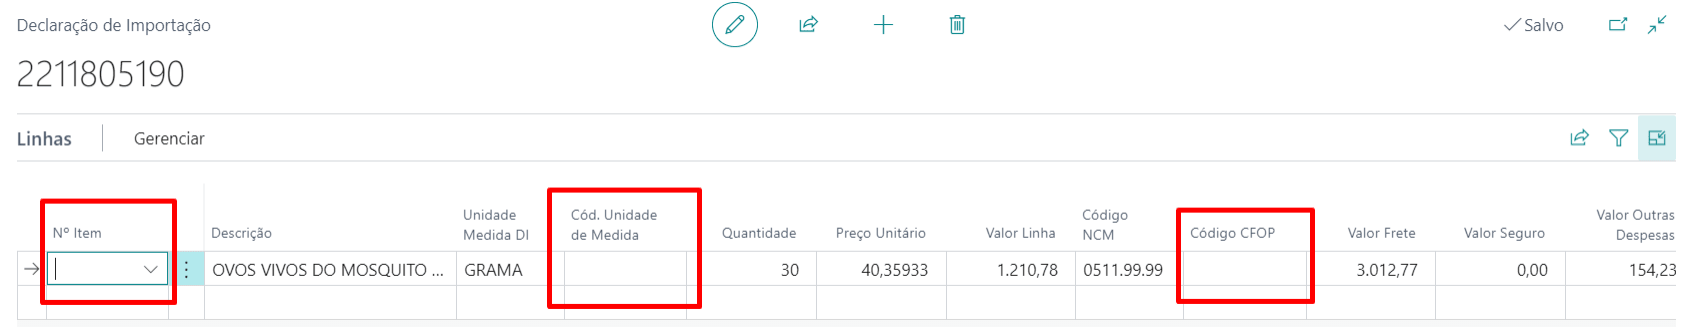 Declaração de Importação
Salvo
2211805190
Linhas Gerenciar
Nº Item
Descrição
Unidade
Medida DI
Cód. Unidade
de Medida
Quantidade
Preço Unitário
Valor Linha
Código
NCM
Código CFOP
Valor Frete
Valor Seguro
Valor Outras
Despesas
OVOS VIVOS DO MOSQUITO ... GRAMA 30 40,35933 1.210,78 0511.99.99 3.012,77 0,00 154,23